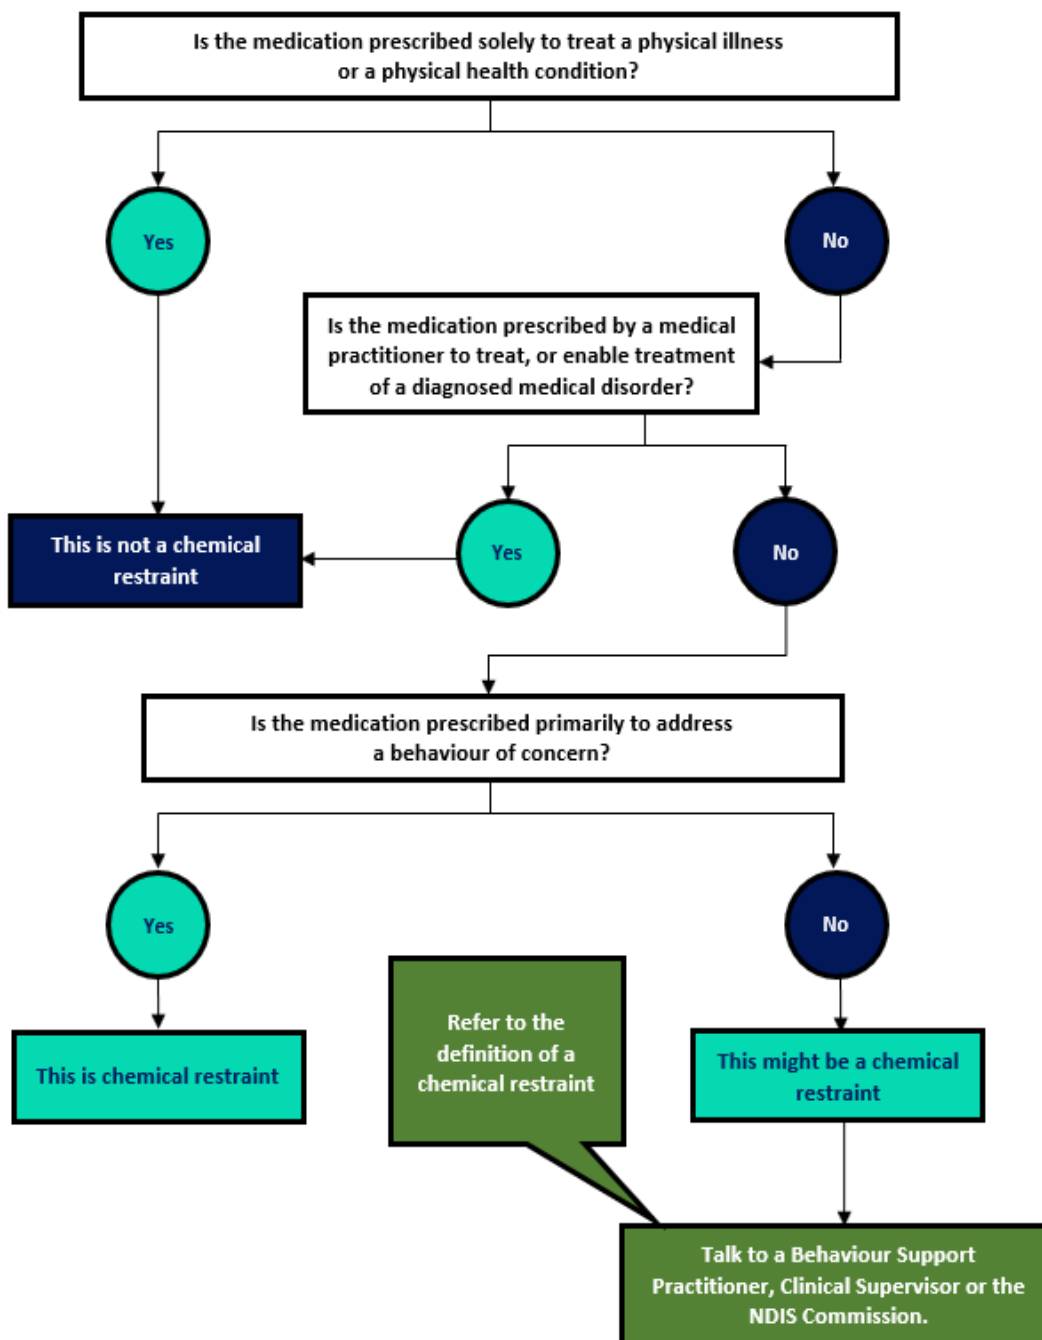 Is the medication prescribed solely to treat a physical illness
or a physical health condition?
Yes
No
Is the medication prescribed by a medical
practitioner to treat, or enable treatment
of a diagnosed medical disorder?
This is not a chemical
restraint
Yes
No
Is the medication prescribed primarily to address
a behaviour of concern?
Yes
No
This is chemical restraint
Refer to the
definition of a
chemical restraint
This might be a chemical
restraint
Talk to a Behaviour Support
Practitioner, Clinical Supervisor or the
NDIS Commission.